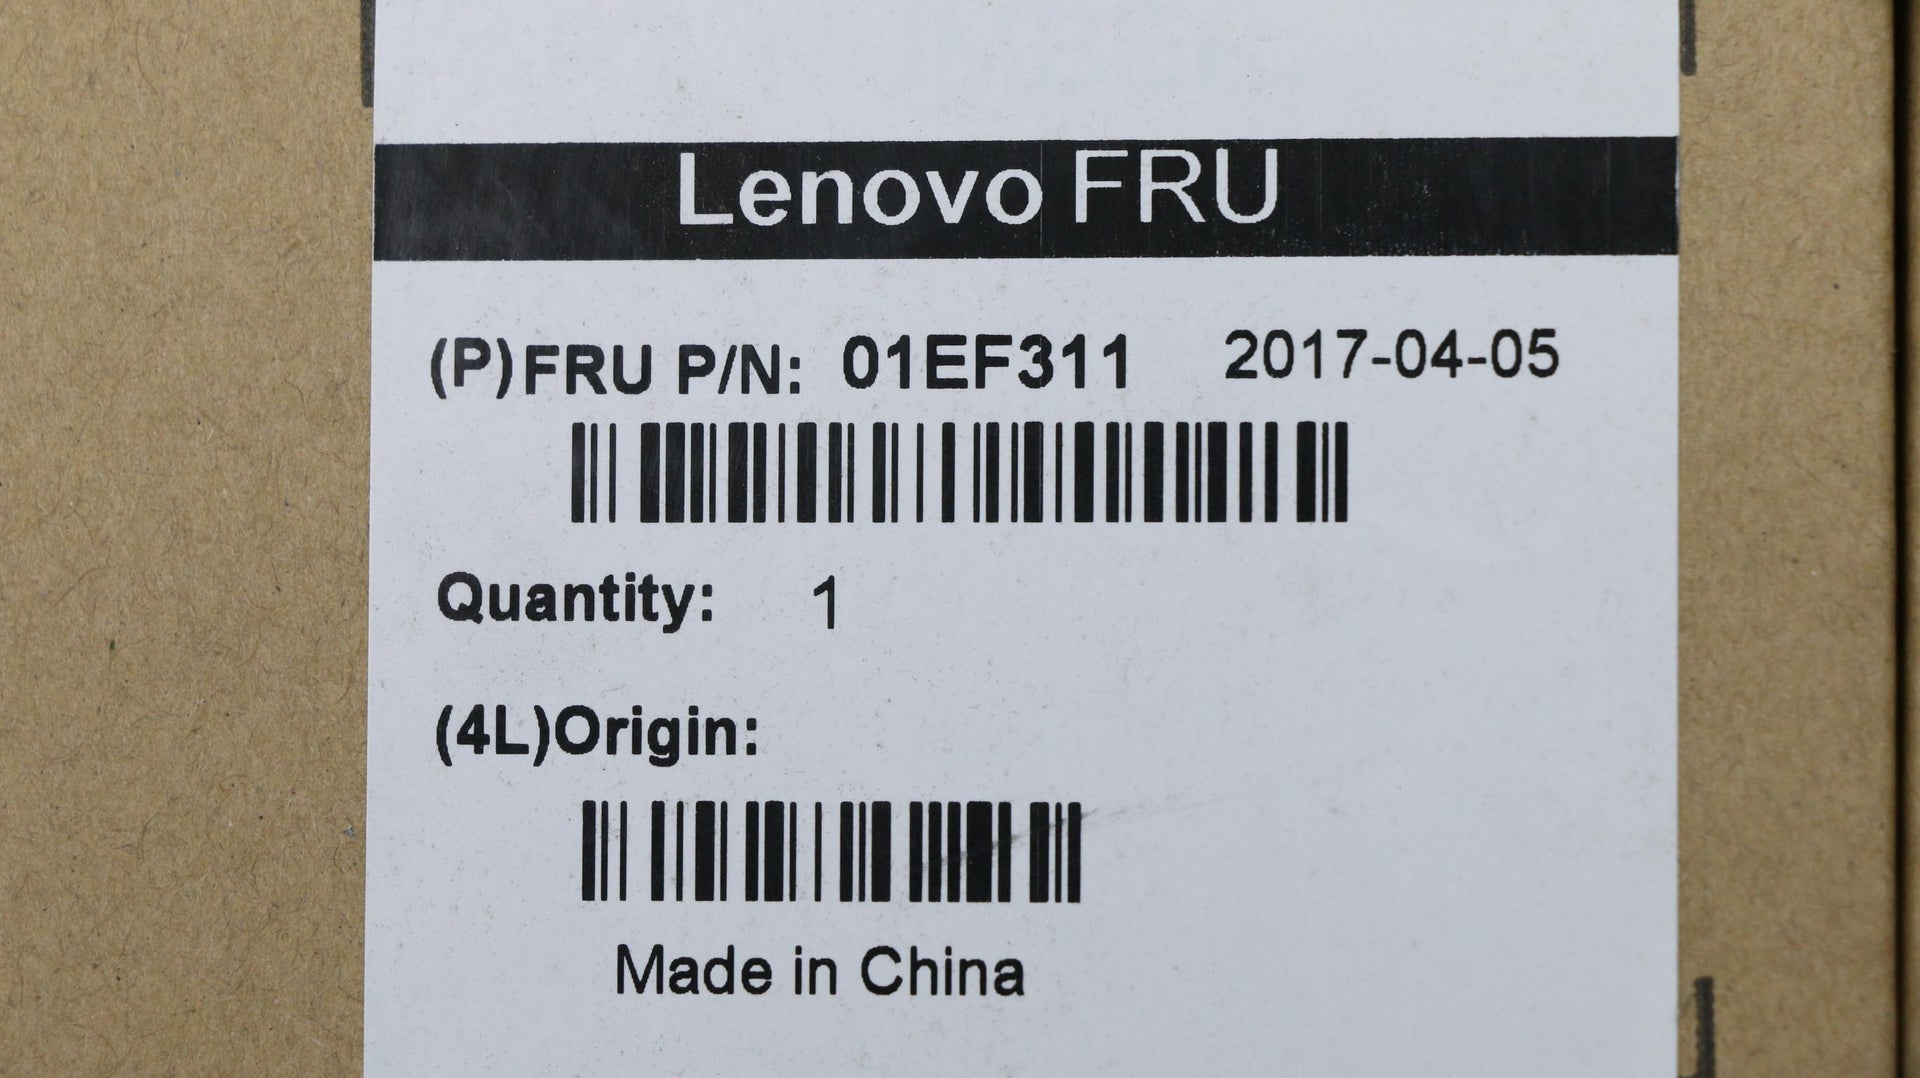 Lenovo FRU
(P)FRU P/N: 01EF311 2017-04-05
Quantity: 1
(4L)Origin:
Made in China